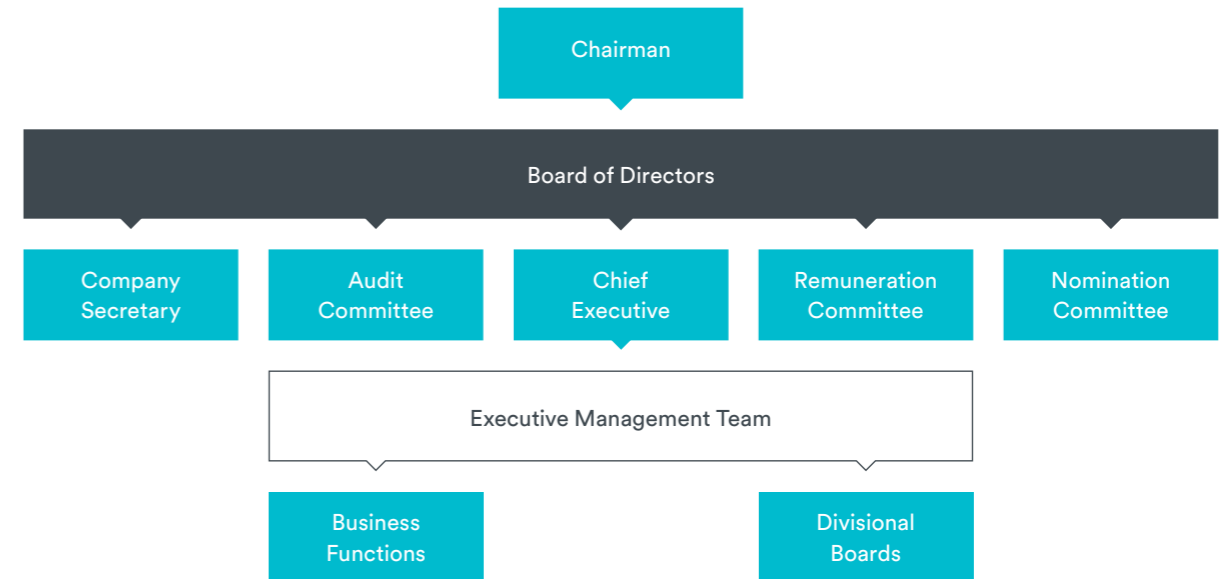 Chairman
Board of Directors
Company
Secretary
Audit
Committee
Chief
Executive
Remuneration
Committee
Nomination
Committee
Executive Management Team
Business
Functions
Divisional
Boards